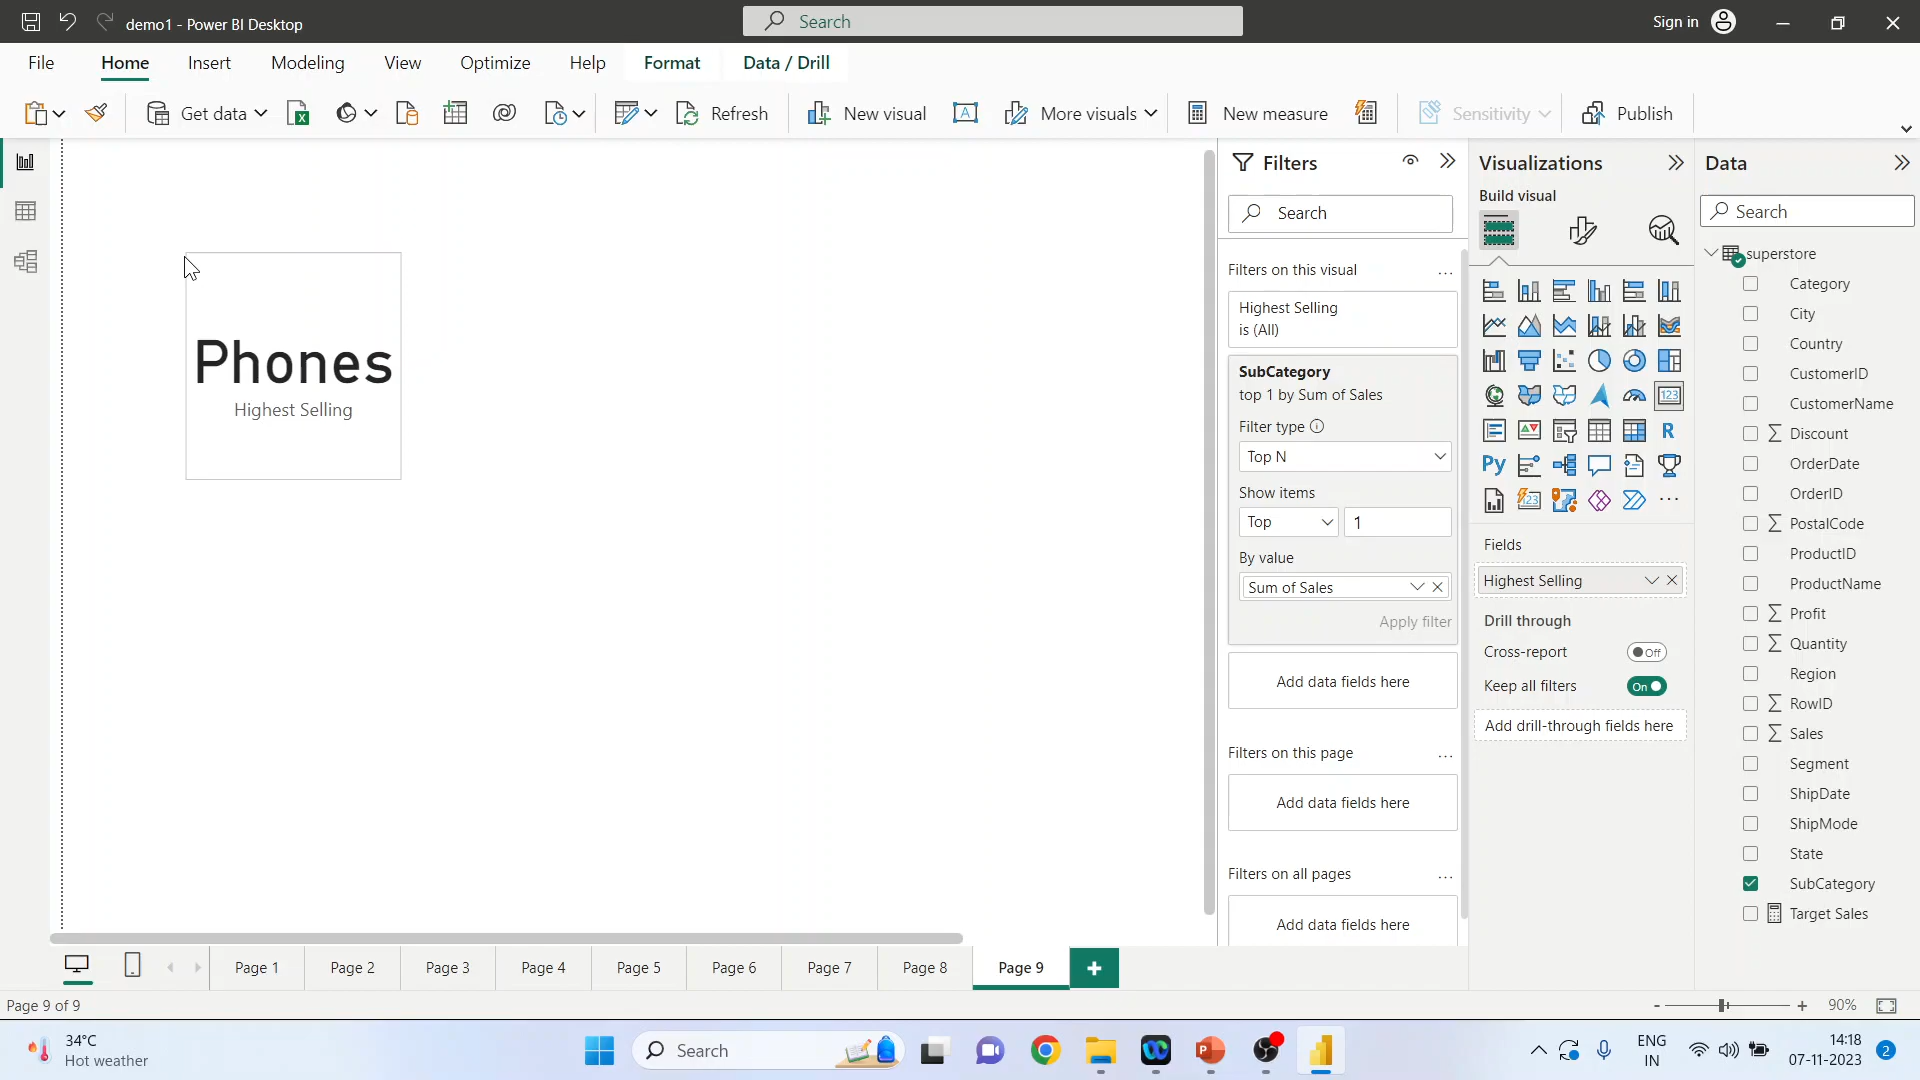 demo1 - Power BI Desktop
Search
Sign in
File
Home
Insert
Modeling
View
Optimize
Help
Format
Data / Drill
Get data
Refresh
New visual
More visuals
New measure
Sensitivity
Publish
Phones
Highest Selling
Filters
Search
Filters on this visual
...
Highest Selling
is (All)
SubCategory
top 1 by Sum of Sales
Filter type
Top N
Show items
Top
1
By value
Sum of Sales
Apply filter
Add data fields here
Filters on this page
...
Add data fields here
Filters on all pages
...
Add data fields here
Visualizations
Build visual
123
R
Py
123
...
Fields
Highest Selling
Drill through
Cross-report
Off
Keep all filters
On
Add drill-through fields here
Data
Search
superstore
Category
City
Country
CustomerID
CustomerName
Discount
OrderDate
OrderID
PostalCode
ProductID
ProductName
Profit
Quantity
Region
RowID
Sales
Segment
ShipDate
ShipMode
State
SubCategory
Target Sales
Page 1
Page 2
Page 3
Page 4
Page 5
Page 6
Page 7
Page 8
Page 9
+
Page 9 of 9
- + 90%
34°C
Hot weather
Search
ENG
IN
14:18
07-11-2023
2